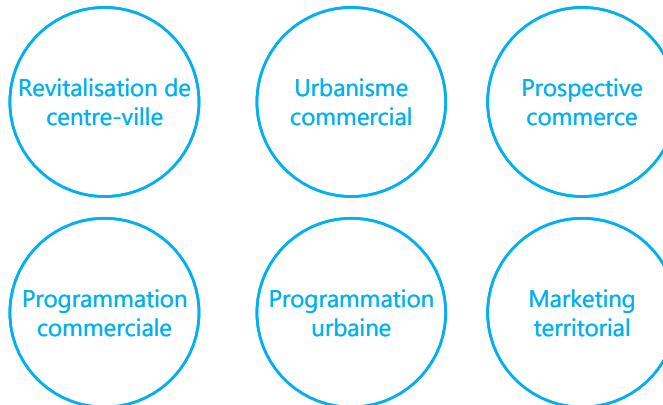 Revitalisation de
centre-ville
Urbanisme
commercial
Prospective
commerce
Programmation
commerciale
Programmation
urbaine
Marketing
territorial